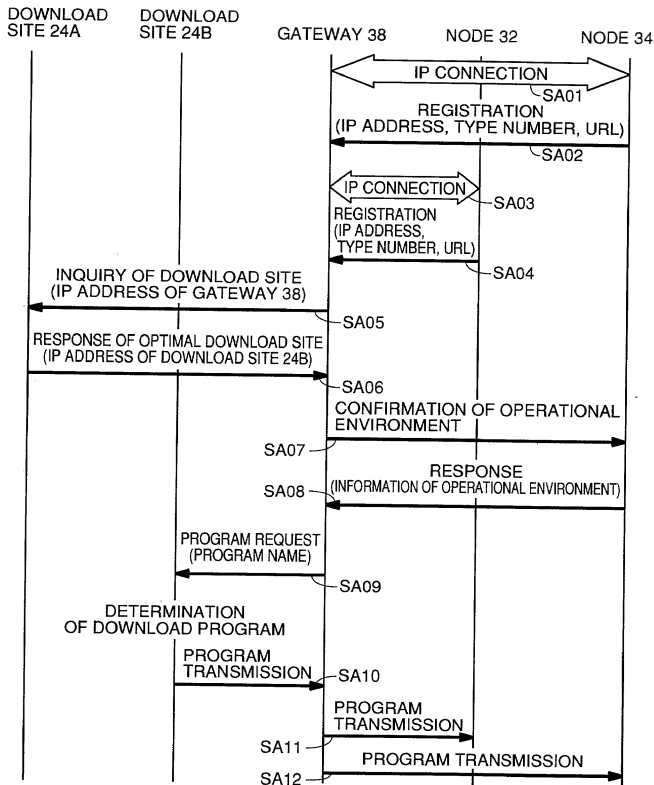 DOWNLOAD
SITE 24A
DOWNLOAD
SITE 24B
GATEWAY 38
NODE 32
NODE 34
IP CONNECTION
SA01
REGISTRATION
(IP ADDRESS, TYPE NUMBER, URL)
SA02
IP CONNECTION
SA03
REGISTRATION
(IP ADDRESS,
TYPE NUMBER, URL)
SA04
INQUIRY OF DOWNLOAD SITE
(IP ADDRESS OF GATEWAY 38)
SA05
RESPONSE OF OPTIMAL DOWNLOAD SITE
(IP ADDRESS OF DOWNLOAD SITE 24B)
SA06
CONFIRMATION OF OPERATIONAL
ENVIRONMENT
SA07
RESPONSE
(INFORMATION OF OPERATIONAL ENVIRONMENT)
SA08
PROGRAM REQUEST
(PROGRAM NAME)
SA09
DETERMINATION
OF DOWNLOAD PROGRAM
PROGRAM
TRANSMISSION
SA10
PROGRAM
TRANSMISSION
SA11
PROGRAM TRANSMISSION
SA12